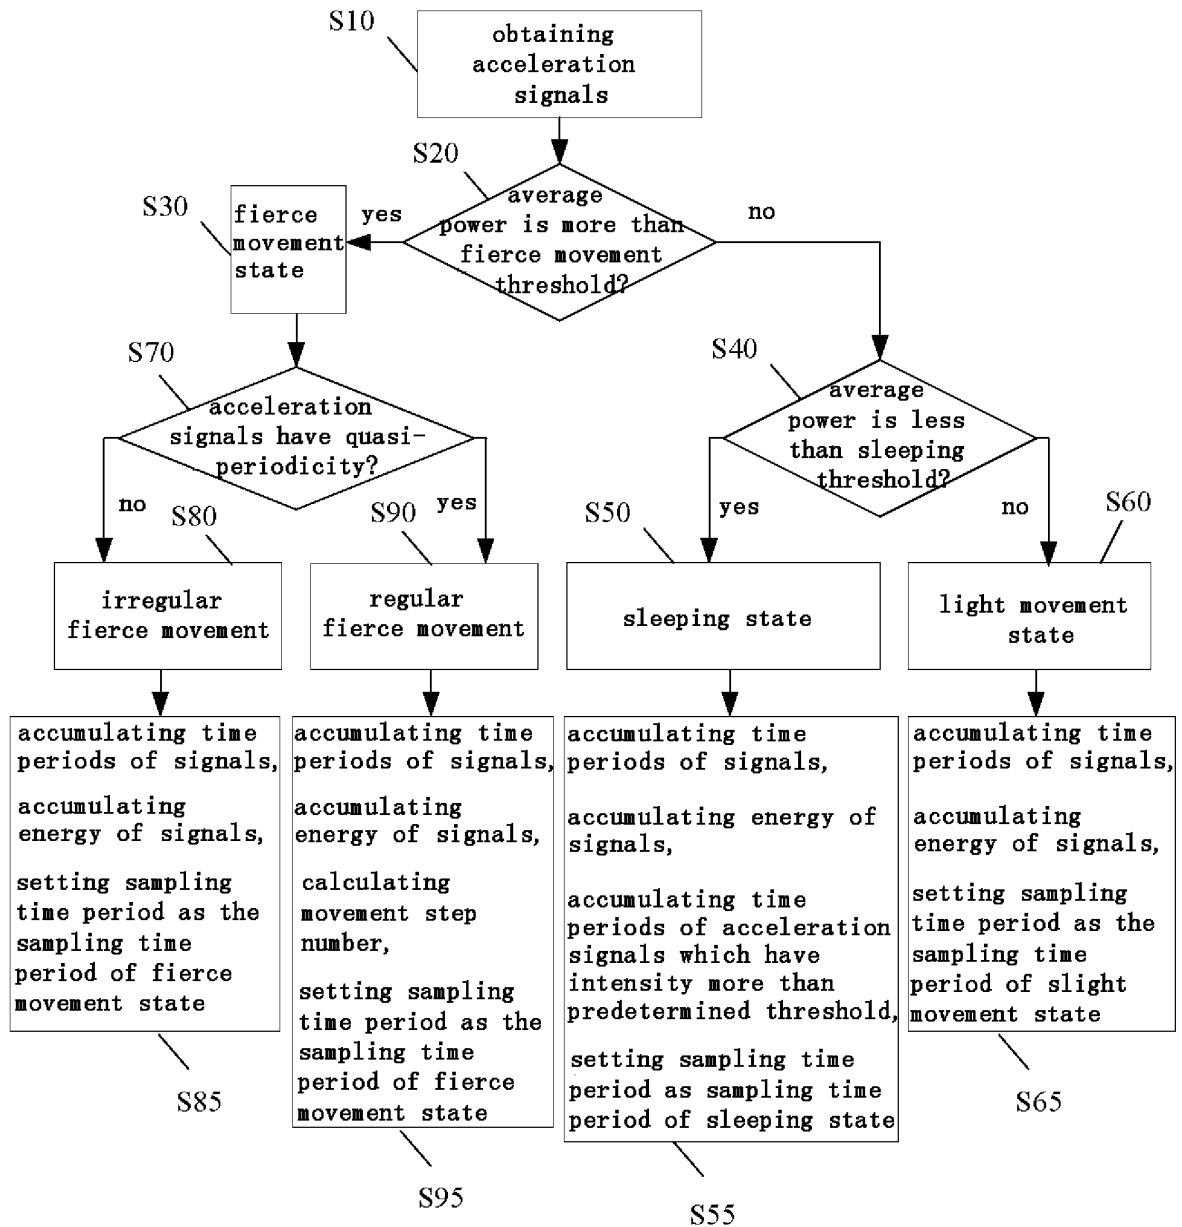 S10
obtaining
acceleration
signals
S20
average
power is more than
fierce movement
threshold?
yes
no
S30
fierce
movement
state
S70
acceleration
signals have quasi-
periodicity?
no
yes
S40
average
power is less
than sleeping
threshold?
yes
no
S80
irregular
fierce movement
S90
regular
fierce movement
S50
sleeping state
S60
light movement
state
accumulating time
periods of signals,
accumulating
energy of signals,
setting sampling
time period as the
sampling time
period of fierce
movement state
S85
accumulating time
periods of signals,
accumulating
energy of signals,
calculating
movement step
number,
setting sampling
time period as the
sampling time
period of fierce
movement state
S95
accumulating time
periods of signals,
accumulating energy of
signals,
accumulating time
periods of acceleration
signals which have
intensity more than
predetermined threshold,
setting sampling time
period as sampling time
period of sleeping state
S55
accumulating time
periods of signals,
accumulating
energy of signals,
setting sampling
time period as the
sampling time
period of slight
movement state
S65